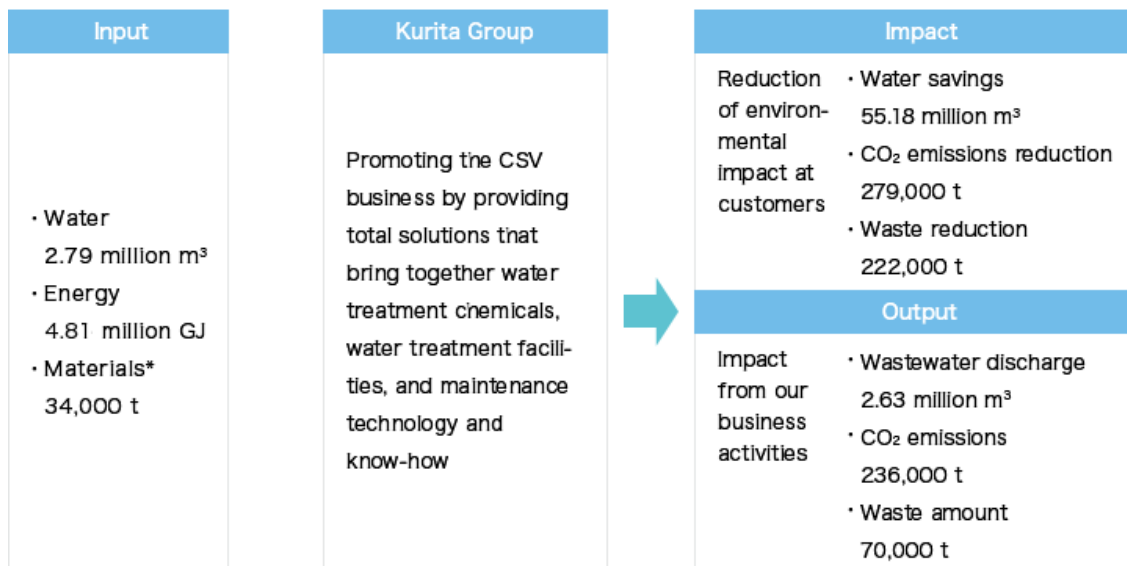 Input
・Water
2.79 million m³
・Energy
4.81 million GJ
・Materials*
34,000 t
Kurita Group
Promoting the CSV
business by providing
total solutions that
bring together water
treatment chemicals,
water treatment facili-
ties, and maintenance
technology and
know-how
Impact
Reduction
of environ-
mental
impact at
customers
・Water savings
55.18 million m³
・CO₂ emissions reduction
279,000 t
・Waste reduction
222,000 t
Output
Impact
from our
business
activities
・Wastewater discharge
2.63 million m³
・CO₂ emissions
236,000 t
・Waste amount
70,000 t